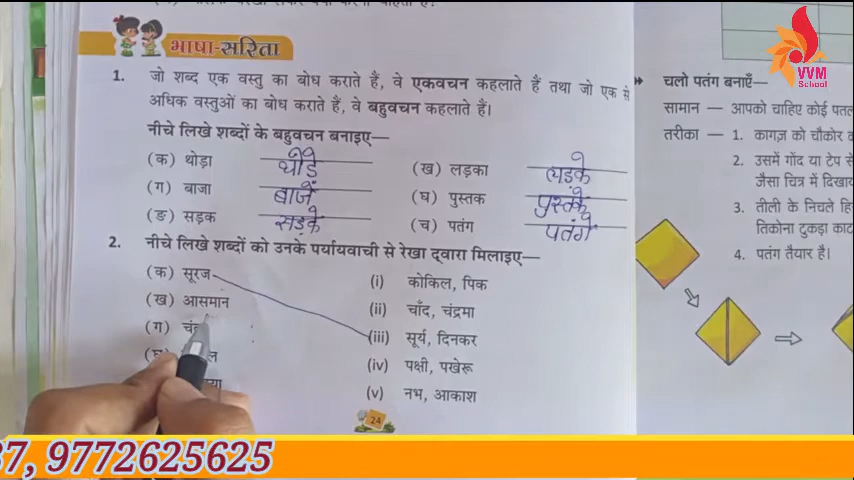 भाषा-सरिता
1. जो शब्द एक वस्तु का बोध कराते हैं, वे एकवचन कहलाते हैं तथा जो एक से
अधिक वस्तुओं का बोध कराते हैं, वे बहुवचन कहलाते हैं।
नीचे लिखे शब्दों के बहुवचन बनाइए—
(क) थोड़ा थोड़े (ख) लड़का लड़के
(ग) बाजा बाजें (घ) पुस्तक पुस्तके
(ङ) सड़क सड़के (च) पतंग पतंगे
2. नीचे लिखे शब्दों को उनके पर्यायवाची से रेखा द्वारा मिलाइए—
(क) सूरज (i) कोकिल, पिक
(ख) आसमान (ii) चाँद, चंद्रमा
(ग) (iii) सूर्य, दिनकर
(iv) पक्षी, पखेरू
(v) नभ, आकाश
24
चलो पतंग बनाएँ—
सामान — आपको चाहिए कोई
तरीका — 1. कागज़ को चौकोर
2. उसमें गोंद या टेप से
जैसा चित्र में
3. तीली के निचले
तिकोना टुकड़ा
4. पतंग तैयार है।
VVM
School
37, 9772625625